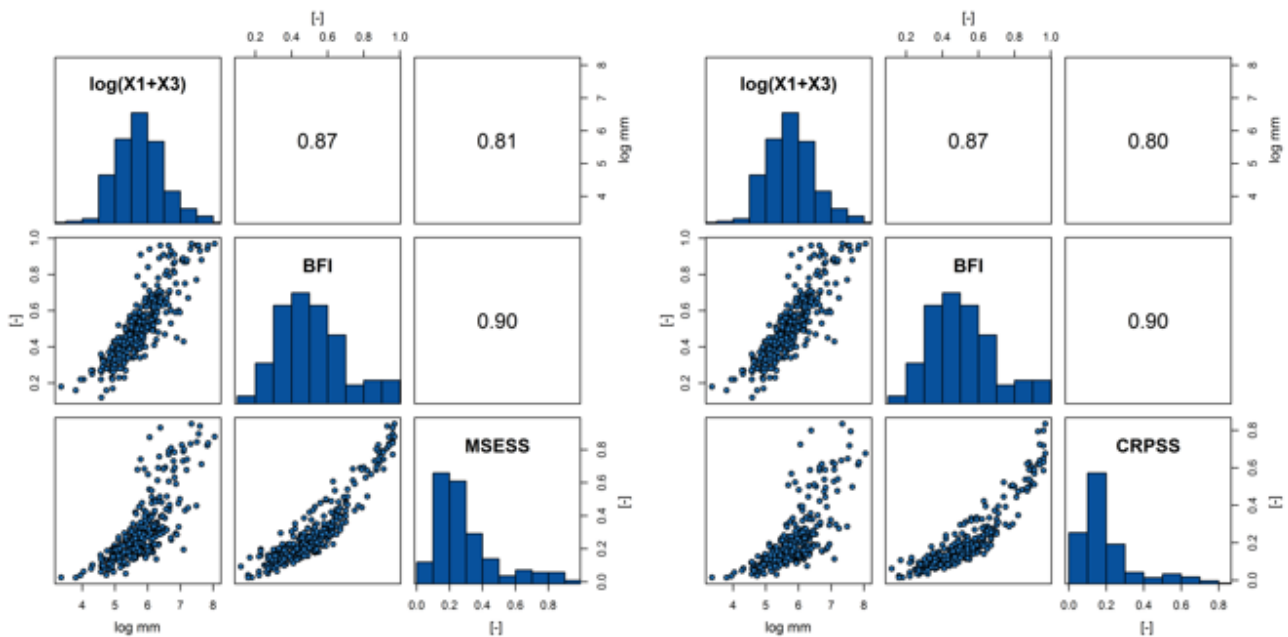 [-] [-]
0.2 0.4 0.6 0.8 1.0 0.2 0.4 0.6 0.8 1.0
log(X1+X3) 0.87 0.81 4 5 6 7 8 log mm log(X1+X3) 0.87 0.80 4 5 6 7 8 log mm
[-] 0.2 0.4 0.6 0.8 1.0 BFI 0.90 [-] 0.2 0.4 0.6 0.8 1.0 BFI 0.90
MSESS 0.0 0.2 0.4 0.6 0.8 [-] CRPSS 0.0 0.2 0.4 0.6 0.8 [-]
4 5 6 7 8 0.0 0.2 0.4 0.6 0.8 4 5 6 7 8 0.0 0.2 0.4 0.6 0.8
log mm [-] log mm [-]